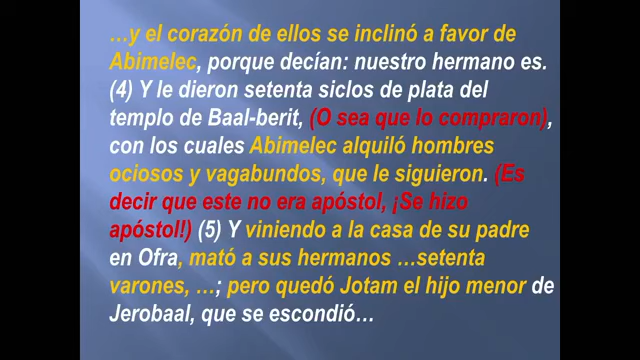 …y el corazón de ellos se inclinó a favor de
Abimelec, porque decían: nuestro hermano es.
(4) Y le dieron setenta siclos de plata del
templo de Baal-berit, (O sea que lo compraron),
con los cuales Abimelec alquiló hombres
ociosos y vagabundos, que le siguieron. (Es
decir que este no era apóstol, ¡Se hizo
apóstol!) (5) Y viniendo a la casa de su padre
en Ofra, mató a sus hermanos …setenta
varones, …; pero quedó Jotam el hijo menor de
Jerobaal, que se escondió…